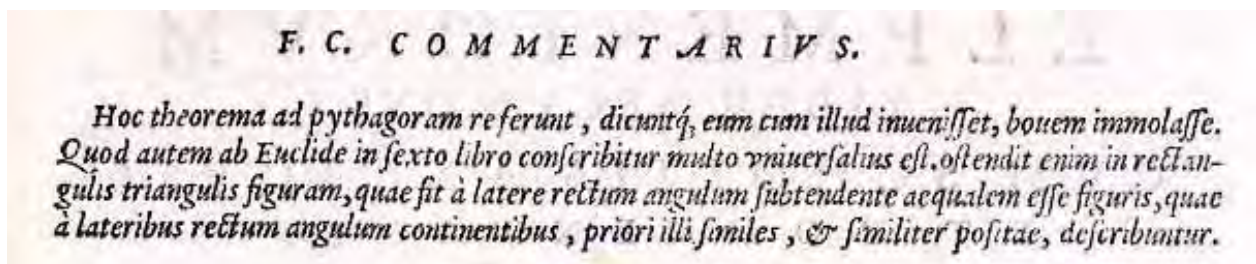 F. C. COMMENTARIVS.
Hoc theorema ad pythagoram referunt, dicuntq́, eum cum illud inueniſſet, bouem immolaſſe.
Quod autem ab Euclide in ſexto libro conſcribitur multo vniuerſalius eſt. oſtendit enim in rectan-
gulis triangulis figuram, quae fit à latere rectum angulum ſubtendente aequalem eſſe figuris, quae
à lateribus rectum angulum continentibus, priori illi ſimiles, & ſimiliter poſitae, deſcribuntur.